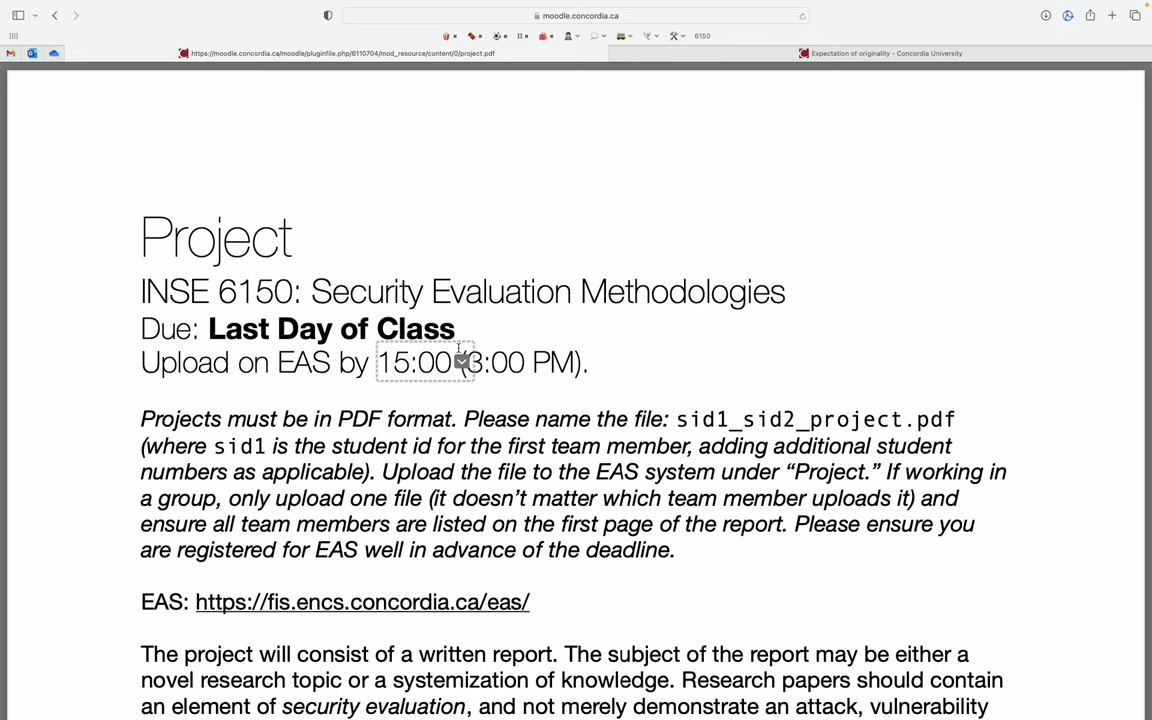 moodle.concordia.ca
6150
https://moodle.concordia.ca/moodle/pluginfile.php/6110704/mod_resource/content/0/project.pdf
Expectation of originality - Concordia University
Project
INSE 6150: Security Evaluation Methodologies
Due: Last Day of Class
Upload on EAS by 15:00 (3:00 PM).
Projects must be in PDF format. Please name the file: sid1_sid2_project.pdf
(where sid1 is the student id for the first team member, adding additional student
numbers as applicable). Upload the file to the EAS system under “Project.” If working in
a group, only upload one file (it doesn’t matter which team member uploads it) and
ensure all team members are listed on the first page of the report. Please ensure you
are registered for EAS well in advance of the deadline.
EAS: https://fis.encs.concordia.ca/eas/
The project will consist of a written report. The subject of the report may be either a
novel research topic or a systemization of knowledge. Research papers should contain
an element of security evaluation, and not merely demonstrate an attack, vulnerability